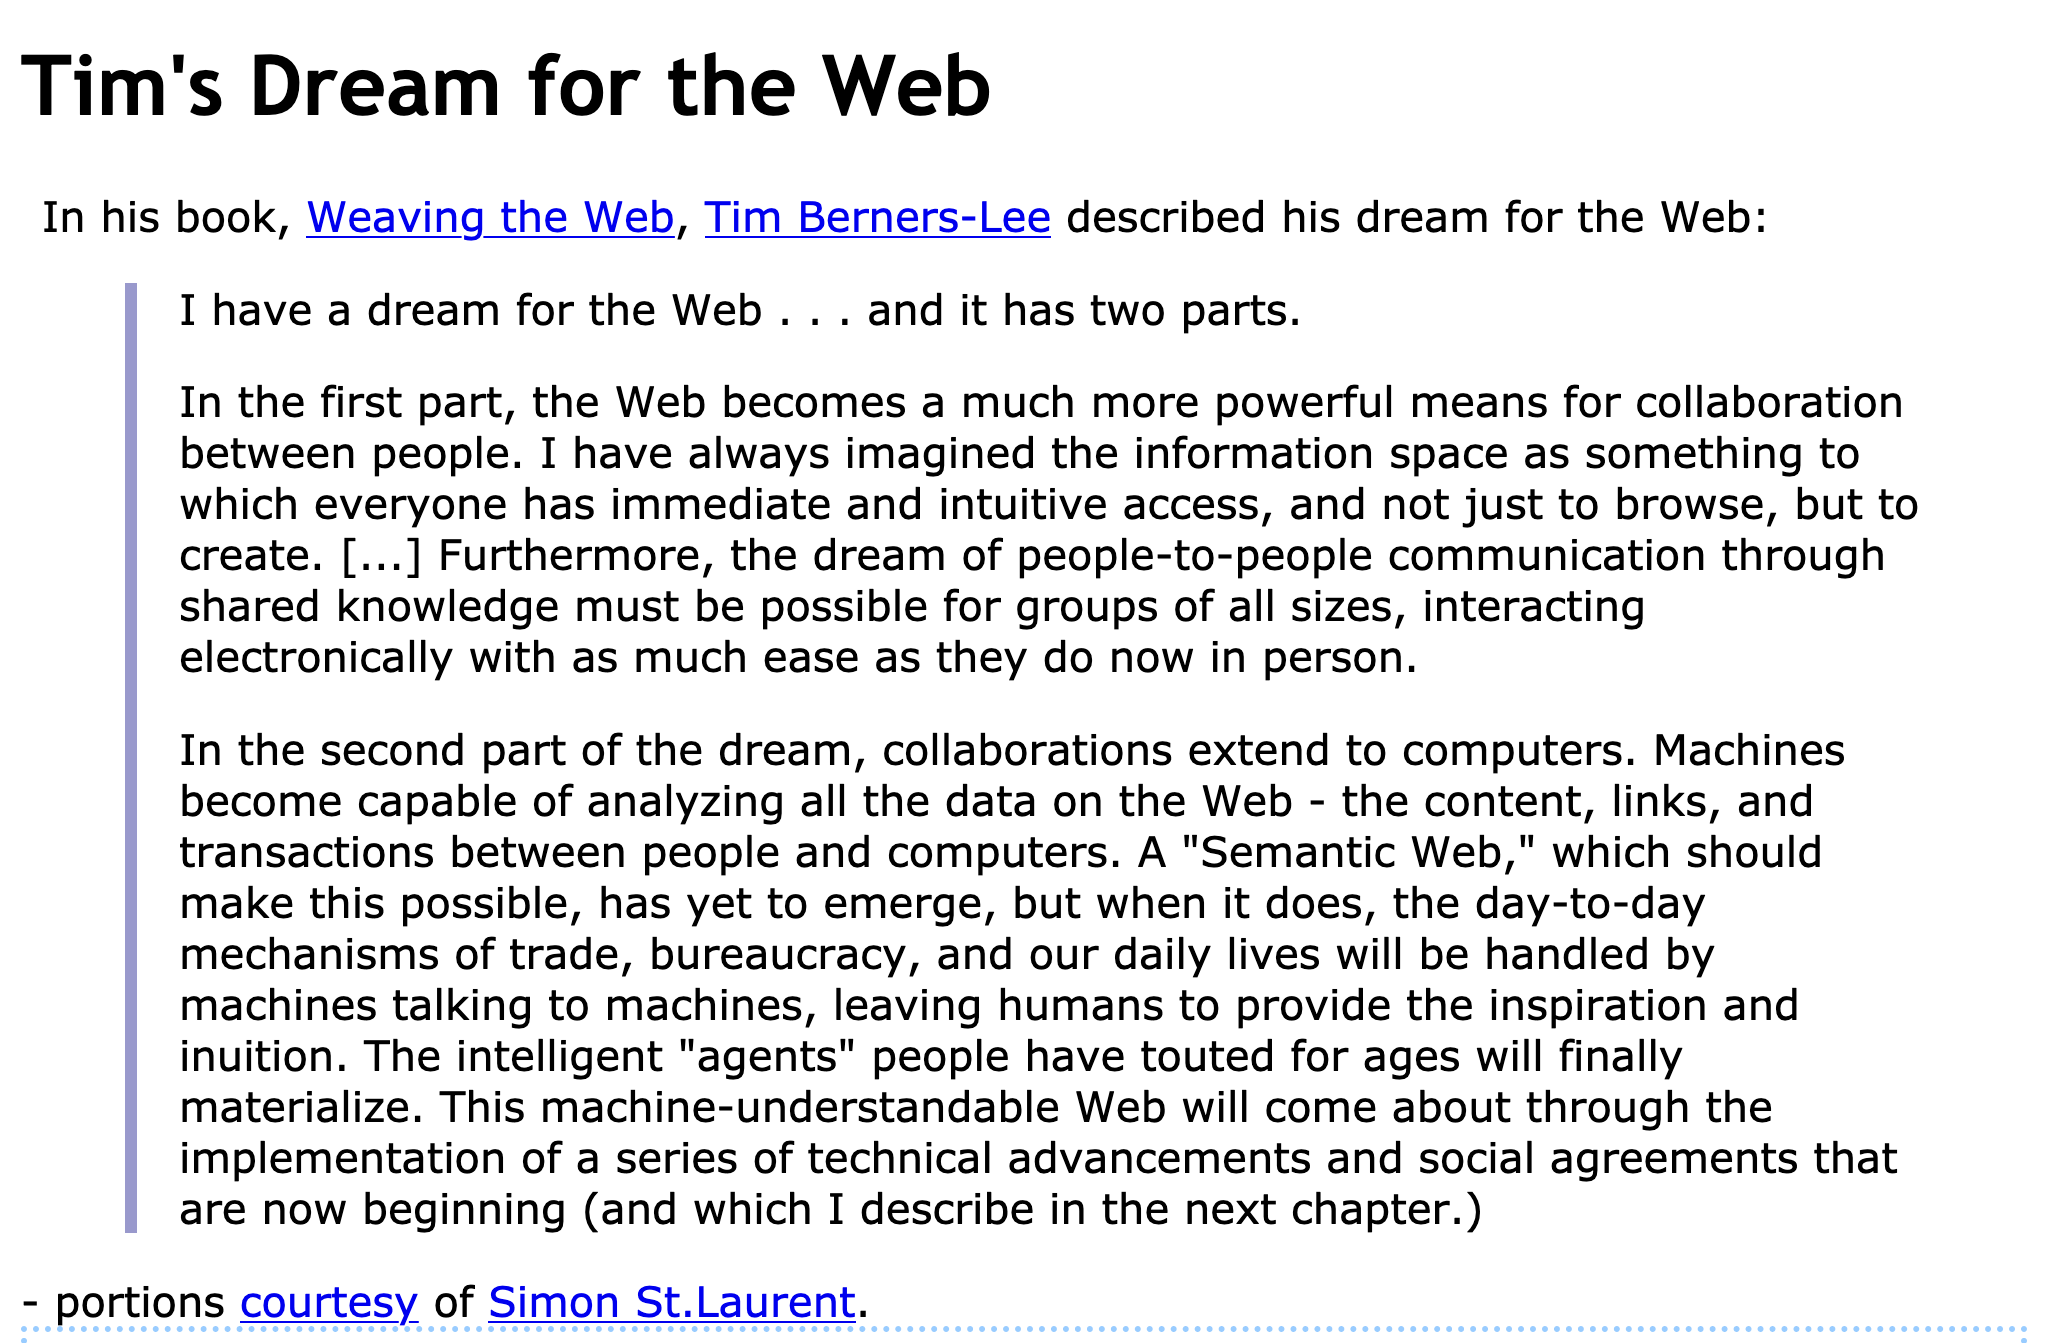 Tim's Dream for the Web
In his book, Weaving the Web, Tim Berners-Lee described his dream for the Web:
I have a dream for the Web . . . and it has two parts.
In the first part, the Web becomes a much more powerful means for collaboration
between people. I have always imagined the information space as something to
which everyone has immediate and intuitive access, and not just to browse, but to
create. [...] Furthermore, the dream of people-to-people communication through
shared knowledge must be possible for groups of all sizes, interacting
electronically with as much ease as they do now in person.
In the second part of the dream, collaborations extend to computers. Machines
become capable of analyzing all the data on the Web - the content, links, and
transactions between people and computers. A "Semantic Web," which should
make this possible, has yet to emerge, but when it does, the day-to-day
mechanisms of trade, bureaucracy, and our daily lives will be handled by
machines talking to machines, leaving humans to provide the inspiration and
inuition. The intelligent "agents" people have touted for ages will finally
materialize. This machine-understandable Web will come about through the
implementation of a series of technical advancements and social agreements that
are now beginning (and which I describe in the next chapter.)
- portions courtesy of Simon St.Laurent.